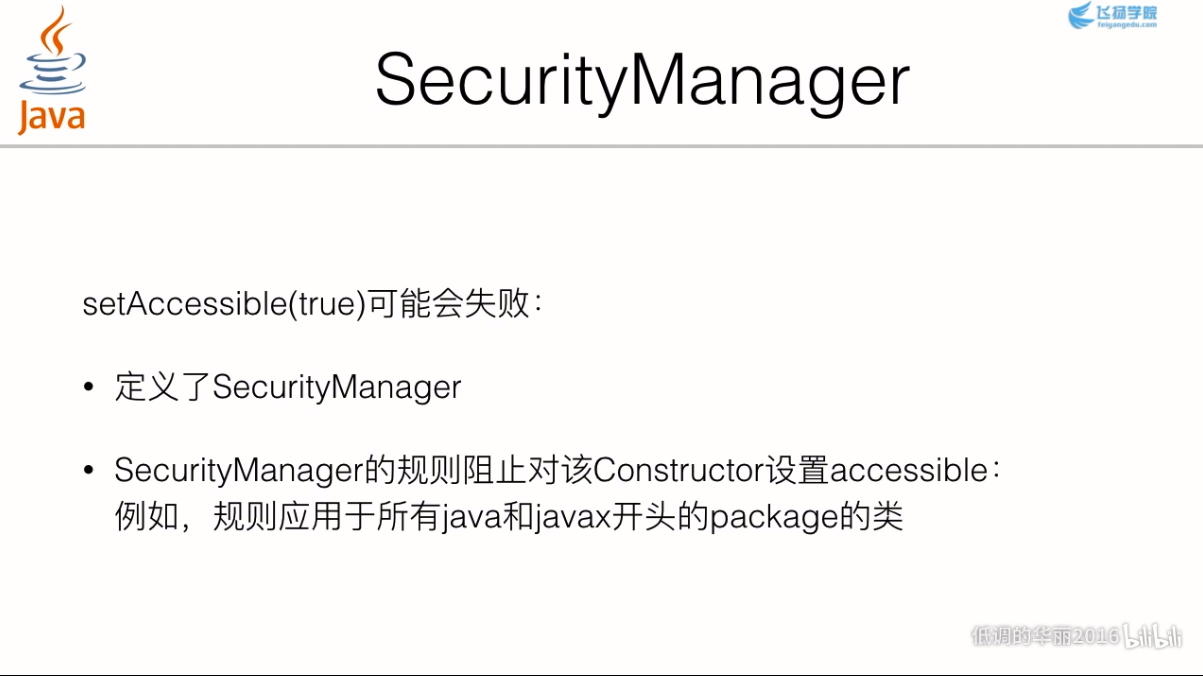 飞扬学院
feiyangedu.com
Java
SecurityManager
setAccessible(true)可能会失败：
• 定义了SecurityManager
• SecurityManager的规则阻止对该Constructor设置accessible：
例如，规则应用于所有java和javax开头的package的类
低调的华丽2016 bilibili